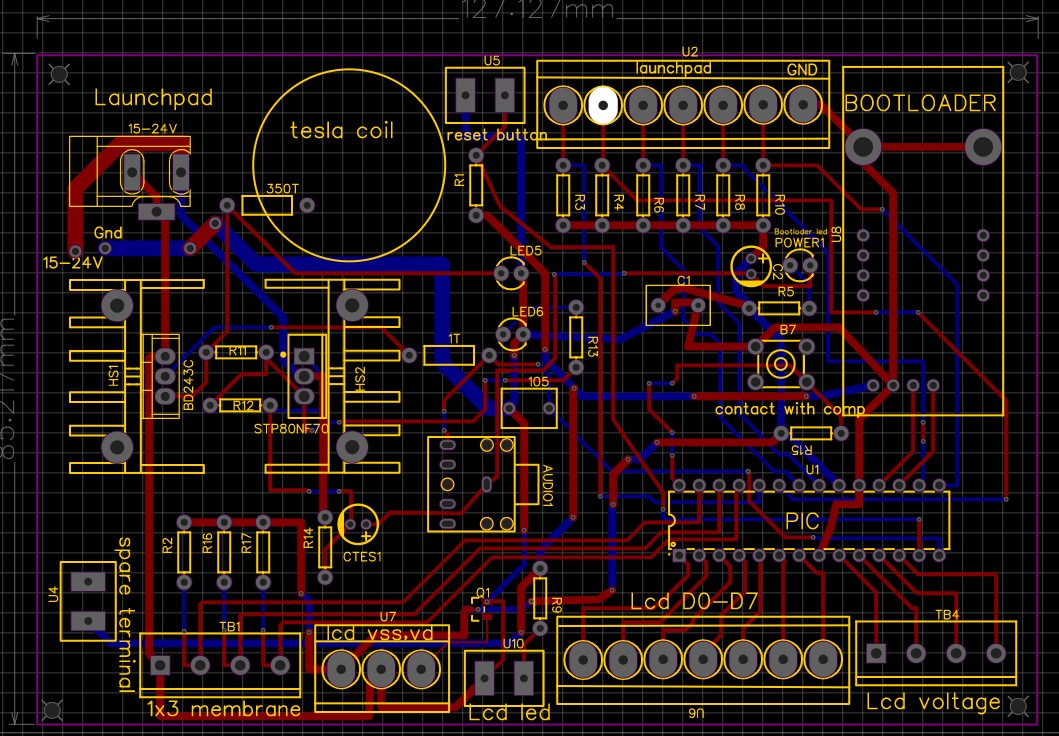 127.127mm
U5
U2
launchpad
GND
Launchpad
BOOTLOADER
15-24V
tesla coil
reset button
R1
350T
R3
R4
R6
R7
R8
R10
Gnd
Bootloder led
POWER1
U8
15-24V
LED5
C2
C1
R5
LED6
B7
HS1
BD243C
R11
HS2
1T
R13
R12
105
STP80NF70
contact with comp
R15
U1
AUDIO1
PIC
R2
R16
R17
R14
CTES1
spare terminal
U4
Q1
R9
Lcd D0-D7
TB1
U7
lcd vss,vd
U10
TB4
1x3 membrane
Lcd led
U6
Lcd voltage